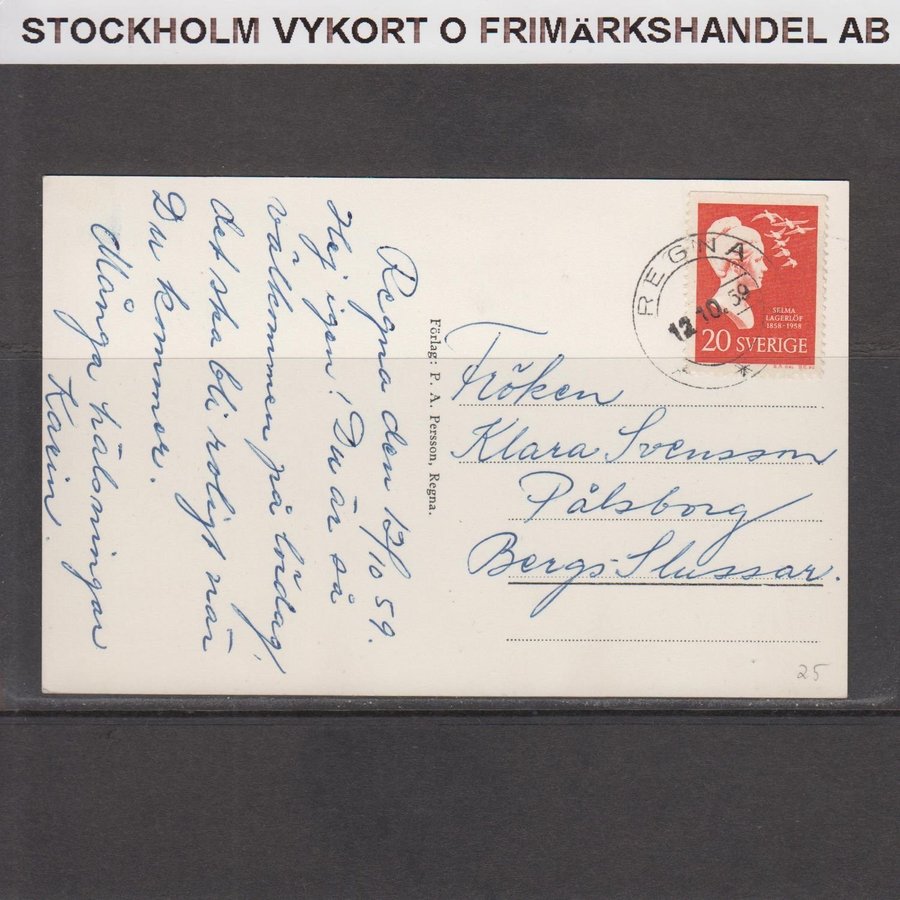 STOCKHOLM VYKORT O FRIMÄRKSHANDEL AB
Regna den 12/10 59.
Hej igen! Du är så
välkommen på lördag,
det ska bli roligt när
Du kommer.
Många hälsningar
Karin.
Förlag: P. A. Persson, Regna.
REGNA
12.10.59
SELMA
LAGERLÖF
1858-1958
20 SVERIGE
Fröken
Klara Svensson
Pålsborg
Bergs-Slussar.
25